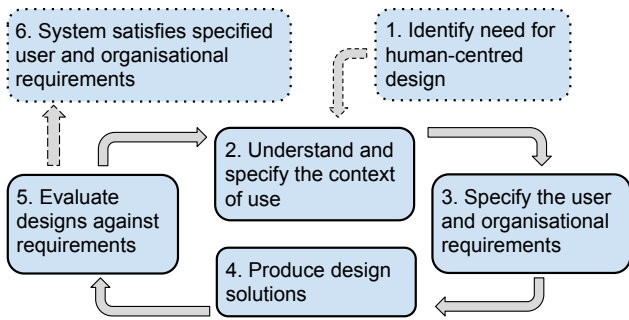 6. System satisfies specified
user and organisational
requirements
1. Identify need for
human-centred
design
2. Understand and
specify the context
of use
3. Specify the user
and organisational
requirements
4. Produce design
solutions
5. Evaluate
designs against
requirements